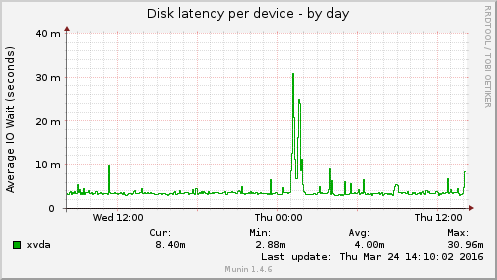 Disk latency per device - by day
RRDTOOL / TOBI OETIKER
Average IO Wait (seconds)
40 m
30 m
20 m
10 m
0
Wed 12:00 Thu 00:00 Thu 12:00
Cur: Min: Avg: Max:
xvda 8.40m 2.88m 4.00m 30.96m
Last update: Thu Mar 24 14:10:02 2016
Munin 1.4.6